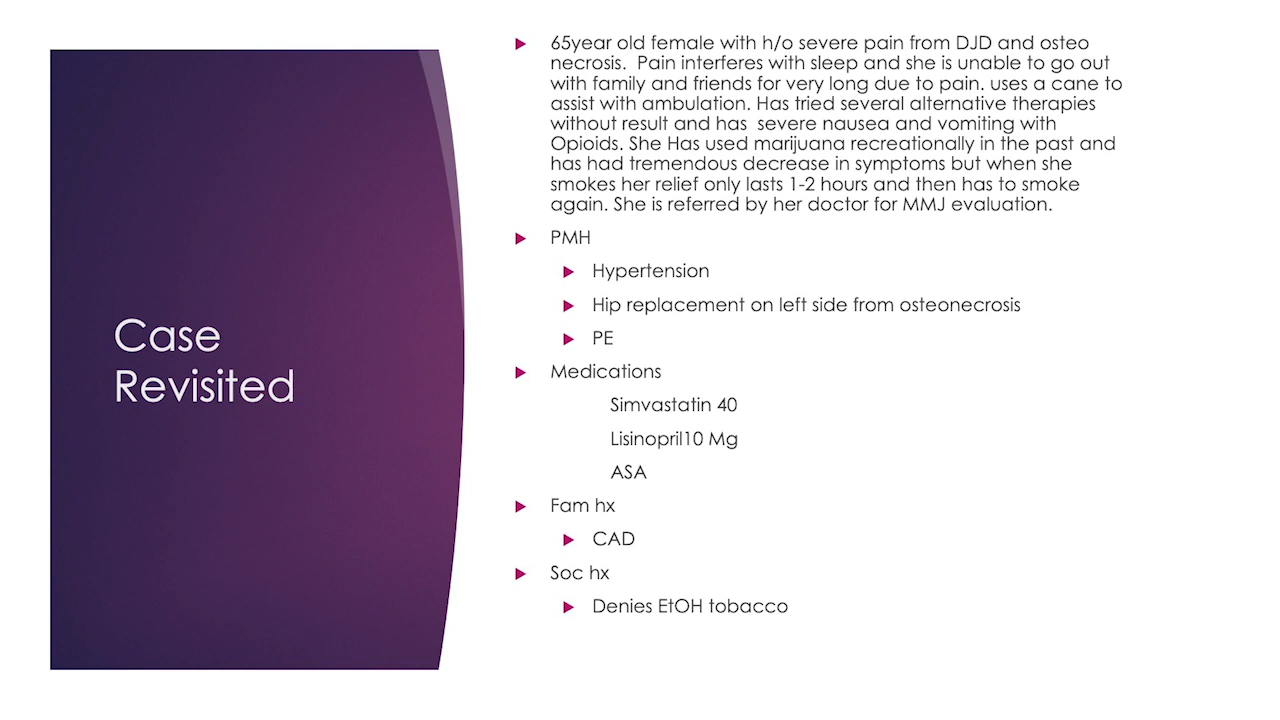 Case
Revisited
65year old female with h/o severe pain from DJD and osteo
necrosis.  Pain interferes with sleep and she is unable to go out
with family and friends for very long due to pain. uses a cane to
assist with ambulation. Has tried several alternative therapies
without result and has  severe nausea and vomiting with
Opioids. She Has used marijuana recreationally in the past and
has had tremendous decrease in symptoms but when she
smokes her relief only lasts 1-2 hours and then has to smoke
again. She is referred by her doctor for MMJ evaluation.
PMH
Hypertension
Hip replacement on left side from osteonecrosis
PE
Medications
Simvastatin 40
Lisinopril10 Mg
ASA
Fam hx
CAD
Soc hx
Denies EtOH tobacco